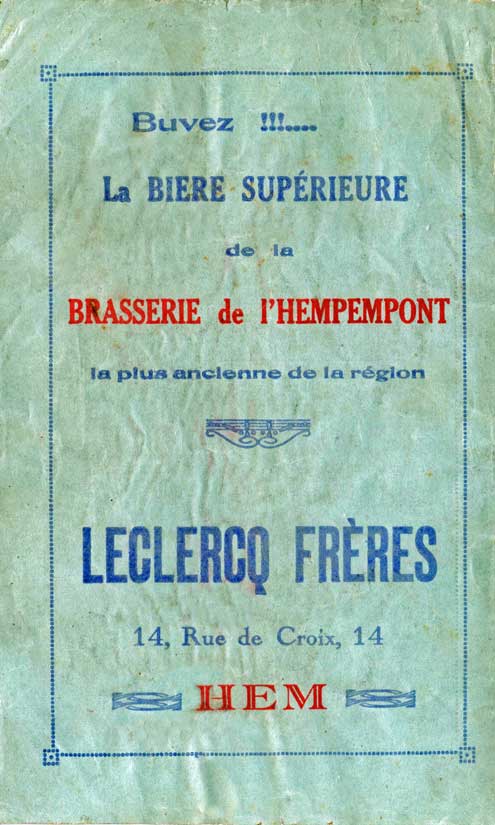 Buvez !!!....
La BIERE SUPÉRIEURE
de la
BRASSERIE de l'HEMPEMPONT
la plus ancienne de la région
LECLERCQ FRÈRES
14, Rue de Croix, 14
HEM